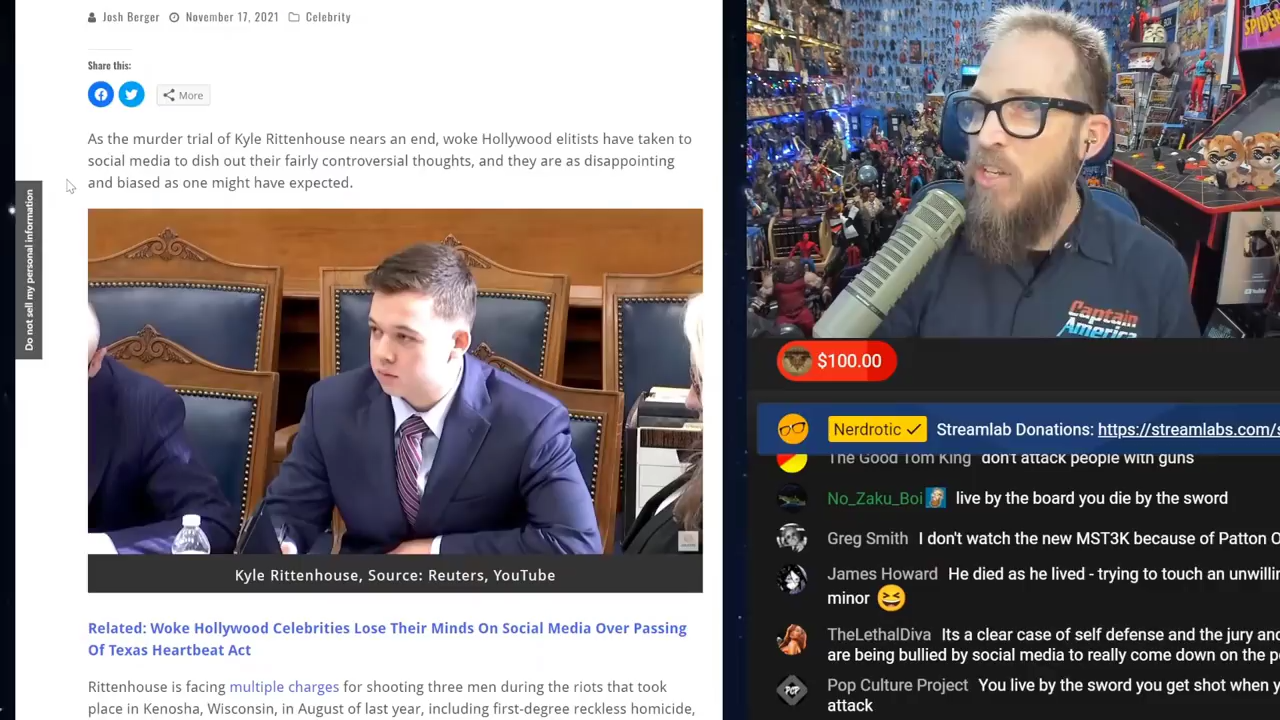 Josh Berger November 17, 2021 Celebrity
Share this:
More
As the murder trial of Kyle Rittenhouse nears an end, woke Hollywood elitists have taken to
social media to dish out their fairly controversial thoughts, and they are as disappointing
and biased as one might have expected.
Do not sell my personal information
Kyle Rittenhouse, Source: Reuters, YouTube
Related: Woke Hollywood Celebrities Lose Their Minds On Social Media Over Passing
Of Texas Heartbeat Act
Rittenhouse is facing multiple charges for shooting three men during the riots that took
place in Kenosha, Wisconsin, in August of last year, including first-degree reckless homicide,
SPIDER
Captain
America
$100.00
Nerdrotic Streamlab Donations: https://streamlabs.com/s
The Good Tom King don't attack people with guns
No_Zaku_Boi live by the board you die by the sword
Greg Smith I don't watch the new MST3K because of Patton O
James Howard He died as he lived - trying to touch an unwillin
minor
TheLethalDiva Its a clear case of self defense and the jury and
are being bullied by social media to really come down on the p
Pop Culture Project You live by the sword you get shot when y
attack
POP